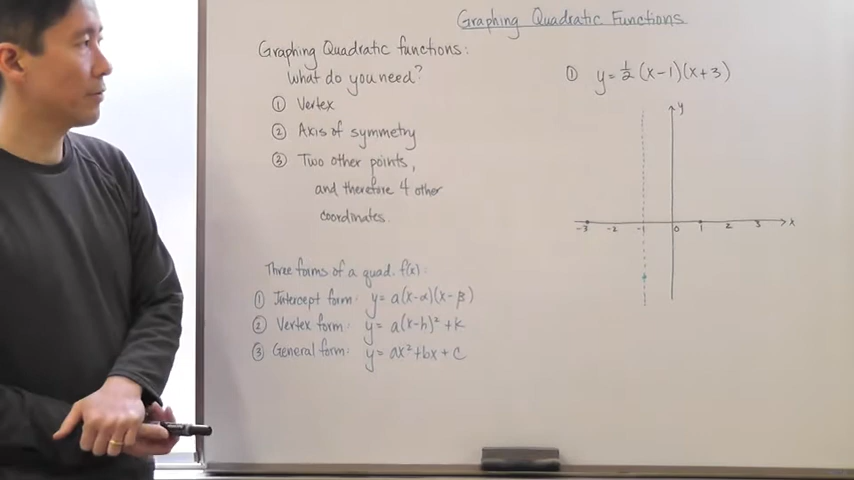 Graphing Quadratic Functions
Graphing Quadratic functions:
What do you need?
① Vertex
② Axis of symmetry
③ Two other points,
and therefore 4 other
coordinates.
Three forms of a quad. f(x):
① Intercept form: y = a(x-α)(x-β)
② Vertex form: y = a(x-h)² + k
③ General form: y = ax² + bx + c
① y = 1/2 (x-1)(x+3)
y
-3 -2 -1 0 1 2 3 x